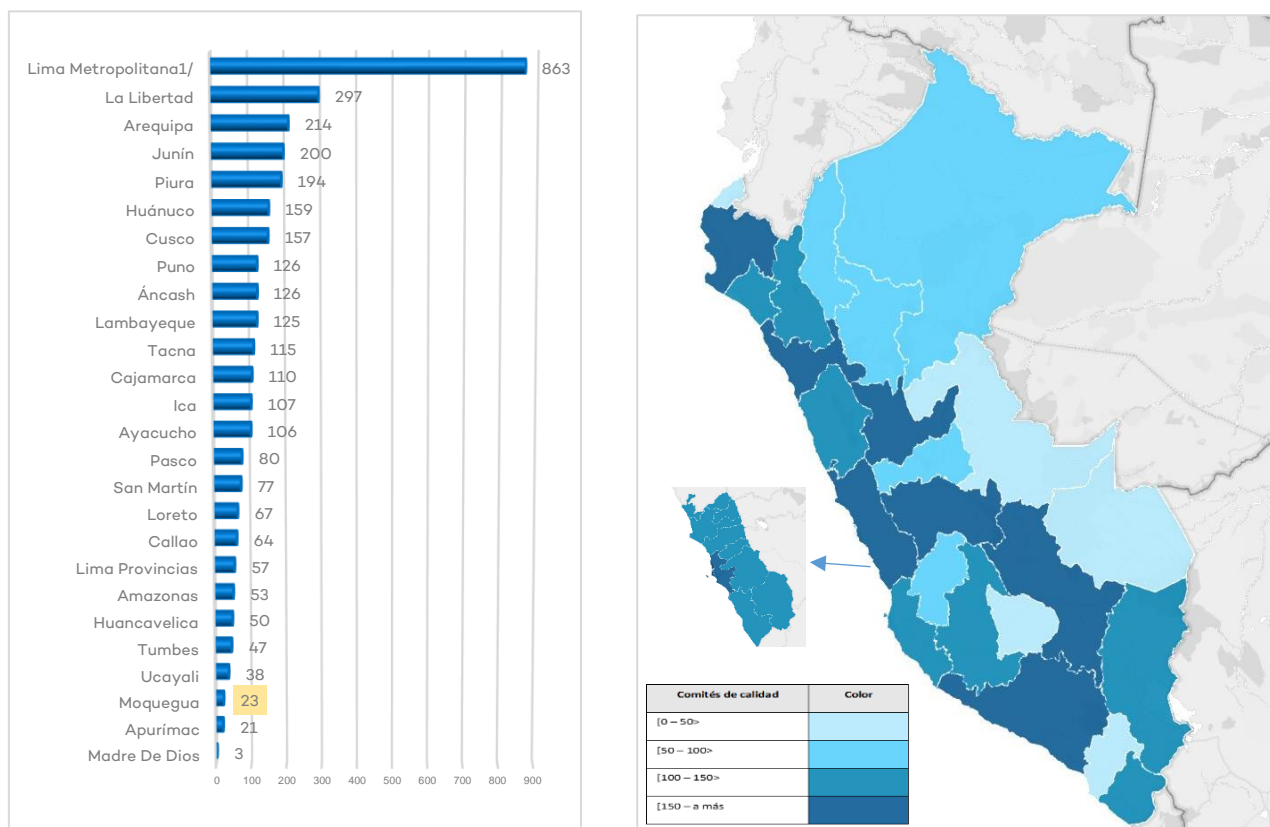 Lima Metropolitana1/ 863
La Libertad 297
Arequipa 214
Junín 200
Piura 194
Huánuco 159
Cusco 157
Puno 126
Áncash 126
Lambayeque 125
Tacna 115
Cajamarca 110
Ica 107
Ayacucho 106
Pasco 80
San Martín 77
Loreto 67
Callao 64
Lima Provincias 57
Amazonas 53
Huancavelica 50
Tumbes 47
Ucayali 38
Moquegua 23
Apurímac 21
Madre De Dios 3
0 100 200 300 400 500 600 700 800 900
Comités de calidad Color
[0 – 50>
[50 – 100>
[100 – 150>
[150 – a más